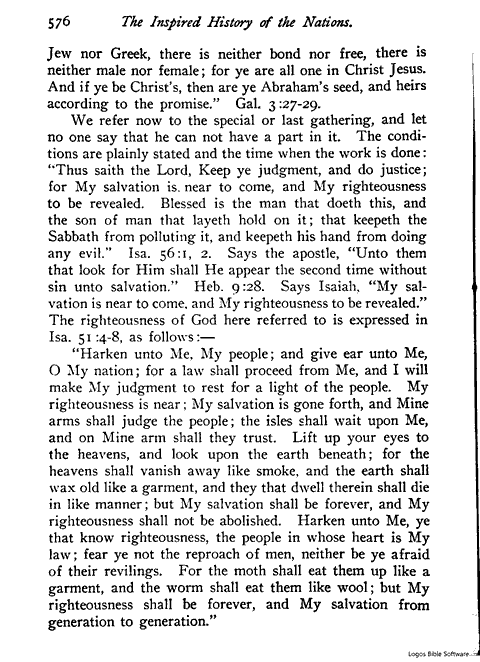 576 The Inspired History of the Nations.
Jew nor Greek, there is neither bond nor free, there is
neither male nor female; for ye are all one in Christ Jesus.
And if ye be Christ's, then are ye Abraham's seed, and heirs
according to the promise." Gal. 3:27-29.
We refer now to the special or last gathering, and let
no one say that he can not have a part in it. The condi-
tions are plainly stated and the time when the work is done:
"Thus saith the Lord, Keep ye judgment, and do justice;
for My salvation is. near to come, and My righteousness
to be revealed. Blessed is the man that doeth this, and
the son of man that layeth hold on it; that keepeth the
Sabbath from polluting it, and keepeth his hand from doing
any evil." Isa. 56:1, 2. Says the apostle, "Unto them
that look for Him shall He appear the second time without
sin unto salvation." Heb. 9:28. Says Isaiah, "My sal-
vation is near to come, and My righteousness to be revealed."
The righteousness of God here referred to is expressed in
Isa. 51:4-8, as follows:—
"Harken unto Me, My people; and give ear unto Me,
O My nation; for a law shall proceed from Me, and I will
make My judgment to rest for a light of the people. My
righteousness is near; My salvation is gone forth, and Mine
arms shall judge the people; the isles shall wait upon Me,
and on Mine arm shall they trust. Lift up your eyes to
the heavens, and look upon the earth beneath; for the
heavens shall vanish away like smoke, and the earth shall
wax old like a garment, and they that dwell therein shall die
in like manner; but My salvation shall be forever, and My
righteousness shall not be abolished. Harken unto Me, ye
that know righteousness, the people in whose heart is My
law; fear ye not the reproach of men, neither be ye afraid
of their revilings. For the moth shall eat them up like a
garment, and the worm shall eat them like wool; but My
righteousness shall be forever, and My salvation from
generation to generation."
Logos Bible Software